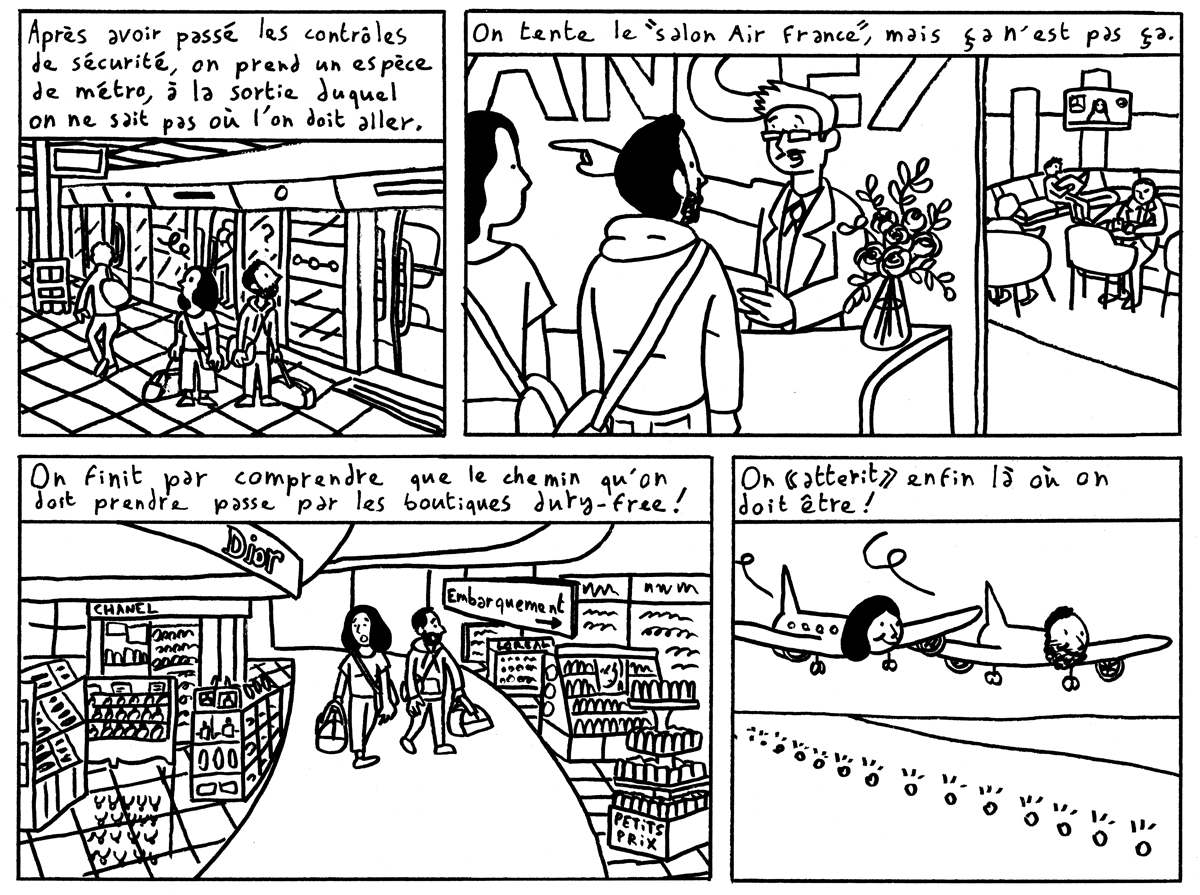 Après avoir passé les contrôles
de sécurité, on prend un espèce
de métro, à la sortie duquel
on ne sait pas où l'on doit aller.
?
On tente le "salon Air France", mais ça n'est pas ça.
ANCE
On finit par comprendre que le chemin qu'on
doit prendre passe par les boutiques duty-free!
Dior
CHANEL
Embarquement
LOREAL
PETITS
PRIX
On «atterit» enfin là où on
doit être!